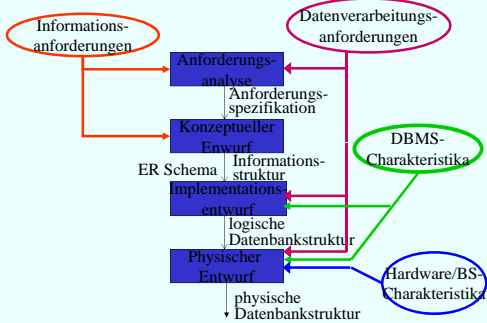 Informations-
anforderungen
Datenverarbeitungs-
anforderungen
Anforderungs-
analyse
Anforderungs-
spezifikation
Konzeptueller
Entwurf
ER Schema
Informations-
struktur
Implementations-
entwurf
logische
Datenbankstruktur
Physischer
Entwurf
physische
Datenbankstruktur
DBMS-
Charakteristika
Hardware/BS-
Charakteristika